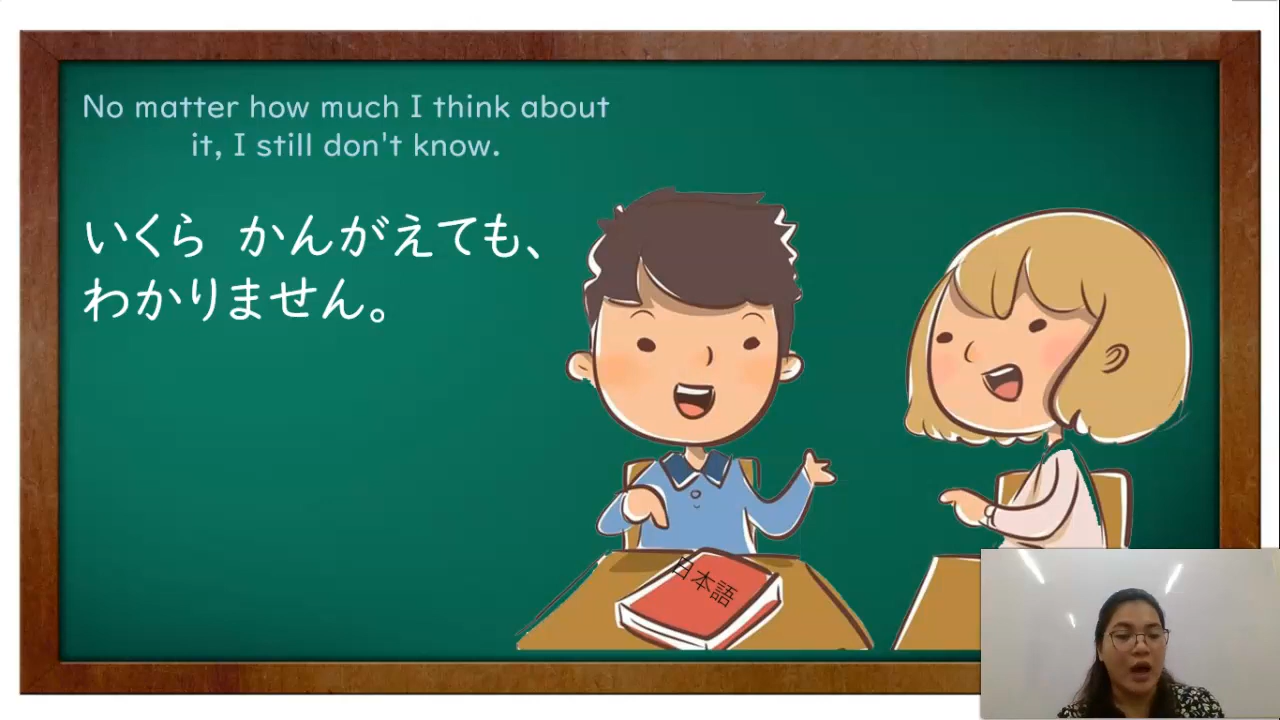 No matter how much I think about
it, I still don't know.
いくら かんがえても、
わかりません。
日本語